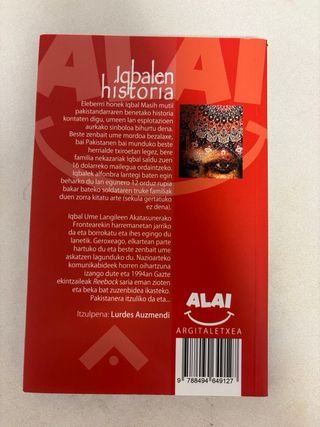 Iqbalen
historia
Eleberri honek Iqbal Masih mutil
pakistandarraren benetako historia
kontaten digu, umeen lan esplotazioen
aurkako sinboloa bihurtu dena.
Beste zenbait ume mordoa bezalaxe,
bai Pakistanen bai munduko beste
herrialde txiroetan legez, bere
familia nekazariak Iqbal saldu zuen
16 dolarreko mailegua ordaintzeko.
Iqbalek alfonbra lantegi baten egin
beharko du lan egunero 12 orduz rupia
bakar bateko soldataren truke familiak
duen zorra kitatu arte (sekula gertatuko
ez dena).
Iqbal Ume Langileen Akatasunerako
Frontearekin harremanetan jarriko
da eta borrokatu eta ihes egingo du
lanetik. Geroxeago, elkartean parte
hartuko du eta beste zenbait ume
askatzen lagunduko du. Nazioarteko
komunikabideek horren oihartzuna
izango dute eta 1994an Gazte
ekintzaileak Reeback saria eman zioten
eta beka bat zuzenbidea ikasteko.
Pakistanera itzuliko da eta...
Itzulpena: Lurdes Auzmendi
ALAI
ARGITALETXEA
9 788494 649127